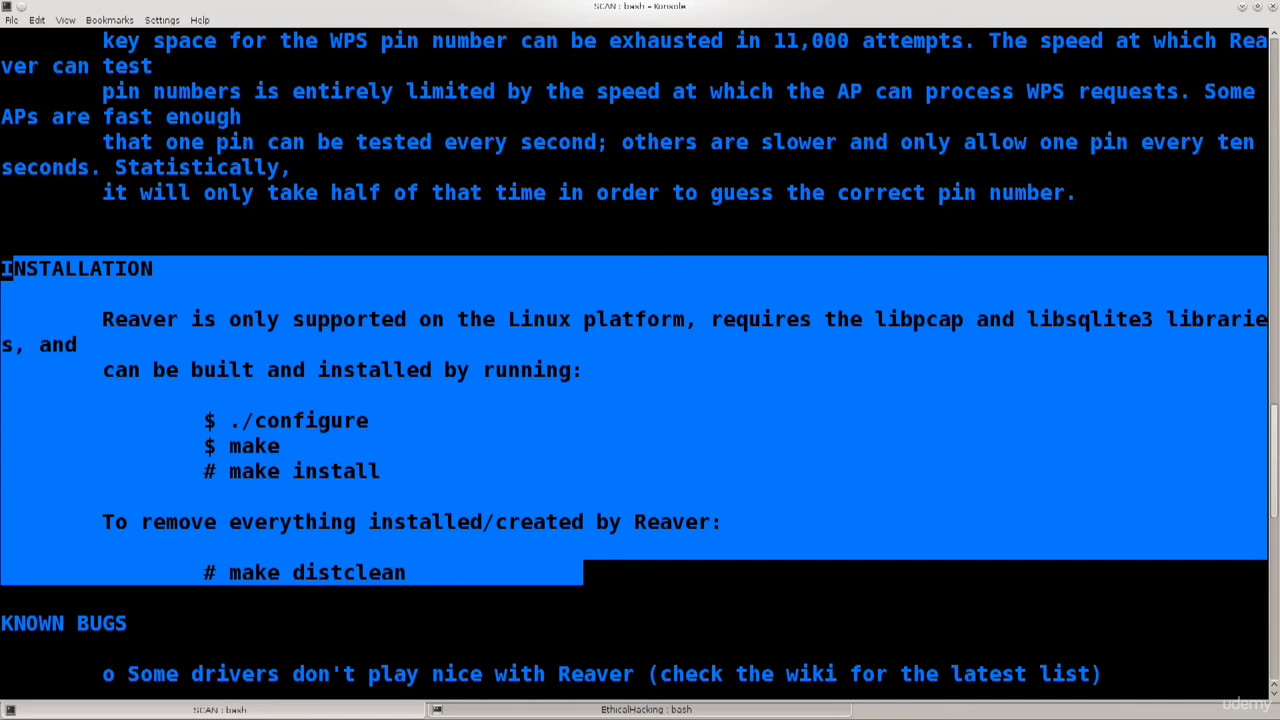 SCAN : bash – Konsole
File Edit View Bookmarks Settings Help
key space for the WPS pin number can be exhausted in 11,000 attempts. The speed at which Rea
ver can test
pin numbers is entirely limited by the speed at which the AP can process WPS requests. Some
APs are fast enough
that one pin can be tested every second; others are slower and only allow one pin every ten
seconds. Statistically,
it will only take half of that time in order to guess the correct pin number.
INSTALLATION
Reaver is only supported on the Linux platform, requires the libpcap and libsqlite3 librarie
s, and
can be built and installed by running:
$ ./configure
$ make
# make install
To remove everything installed/created by Reaver:
# make distclean
KNOWN BUGS
o Some drivers don't play nice with Reaver (check the wiki for the latest list)
SCAN : bash
EthicalHacking : bash
udemy